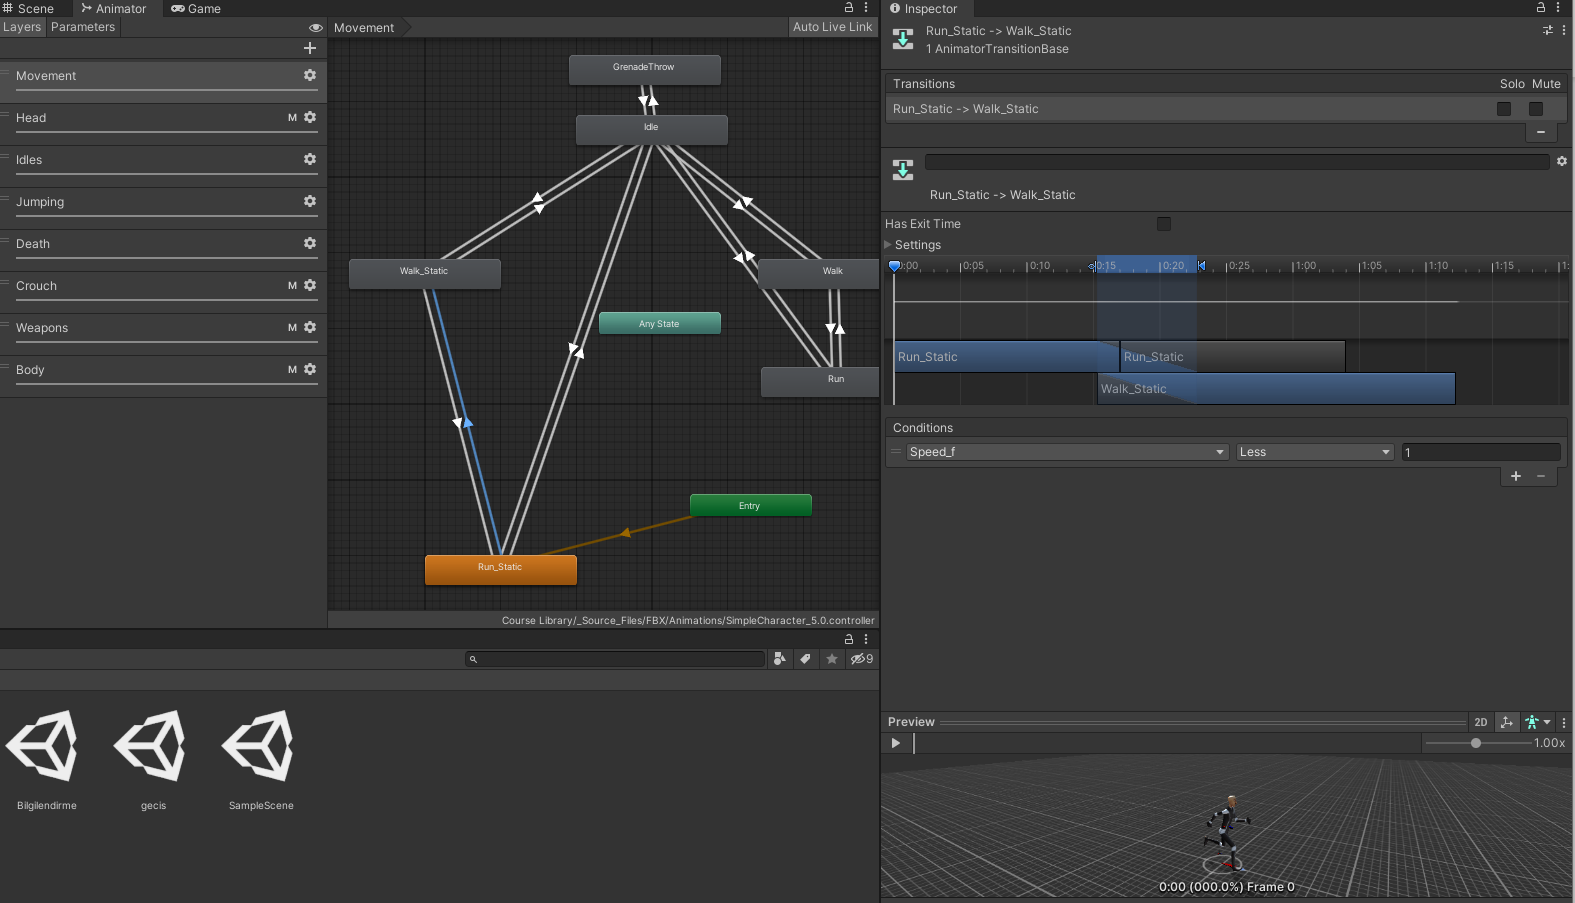 Scene
Animator
Game
Layers
Parameters
Movement
Auto Live Link
Movement
Head
M
Idles
Jumping
Death
Crouch
M
Weapons
M
Body
M
GrenadeThrow
Idle
Walk_Static
Walk
Any State
Run
Entry
Run_Static
Course Library/_Source_Files/FBX/Animations/SimpleCharacter_5.0.controller
9
Bilgilendirme
gecis
SampleScene
Inspector
Run_Static -> Walk_Static
1 AnimatorTransitionBase
Transitions
Solo Mute
Run_Static -> Walk_Static
Run_Static -> Walk_Static
Has Exit Time
Settings
0:00 0:05 0:10 0:15 0:20 0:25 1:00 1:05 1:10 1:15 1:
Run_Static
Run_Static
Walk_Static
Conditions
Speed_f
Less
1
Preview
2D
1.00x
0:00 (000.0%) Frame 0